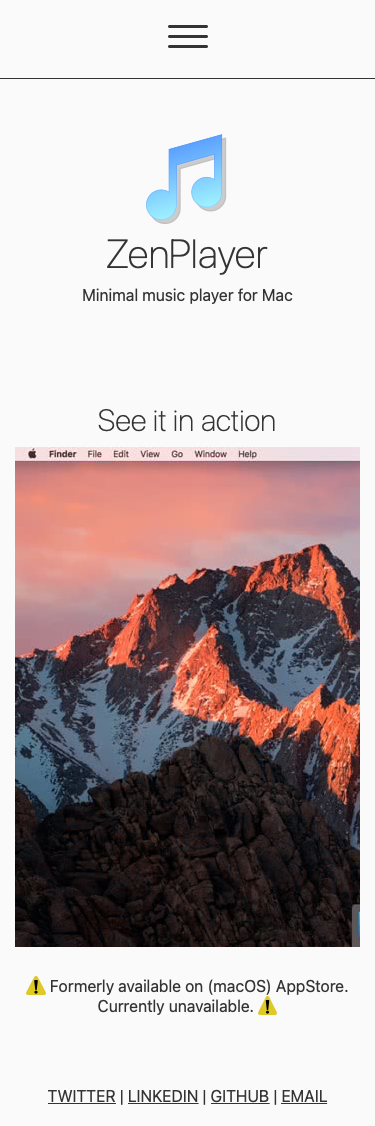 ZenPlayer
Minimal music player for Mac
See it in action
Finder File Edit View Go Window Help
⚠️ Formerly available on (macOS) AppStore.
Currently unavailable. ⚠️
TWITTER | LINKEDIN | GITHUB | EMAIL